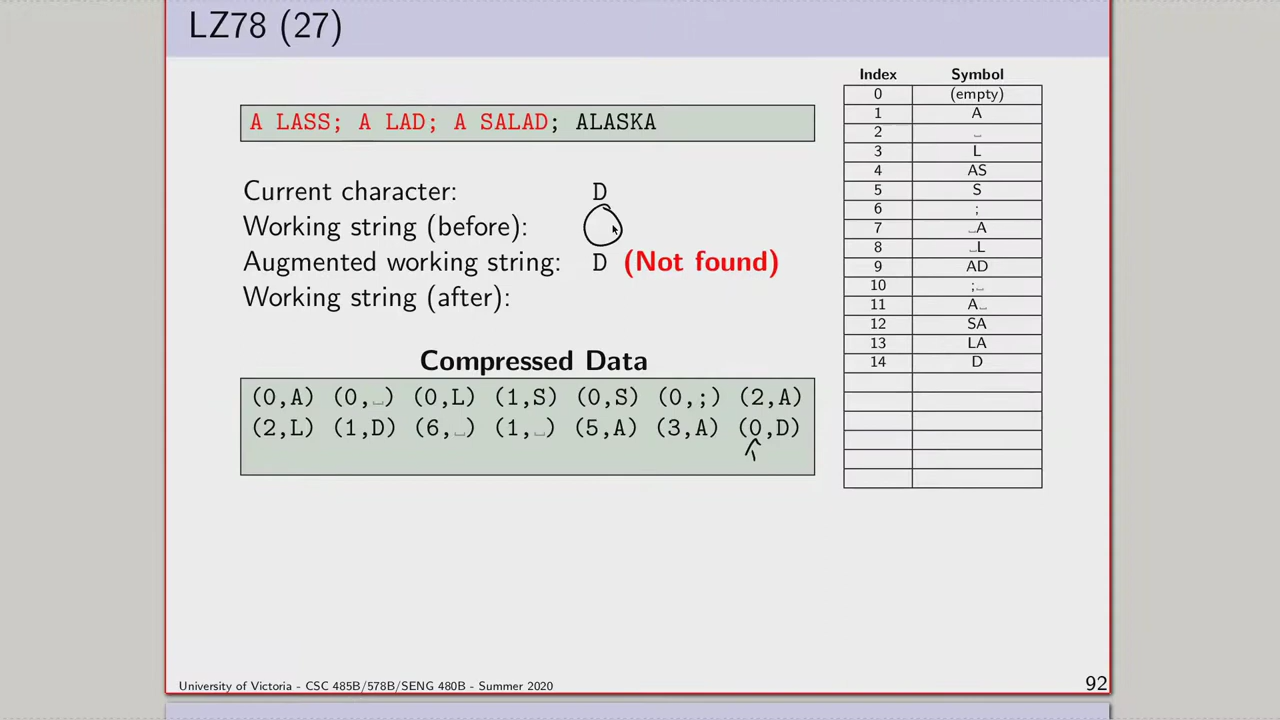 LZ78 (27)
A LASS; A LAD; A SALAD; ALASKA
Current character: D
Working string (before):
Augmented working string: D (Not found)
Working string (after):
Compressed Data
(0,A) (0,␣) (0,L) (1,S) (0,S) (0,;) (2,A)
(2,L) (1,D) (6,␣) (1,␣) (5,A) (3,A) (0,D)
Index Symbol
0 (empty)
1 A
2 ␣
3 L
4 AS
5 S
6 ;
7 ␣A
8 ␣L
9 AD
10 ;␣
11 A␣
12 SA
13 LA
14 D
University of Victoria - CSC 485B/578B/SENG 480B - Summer 2020
92